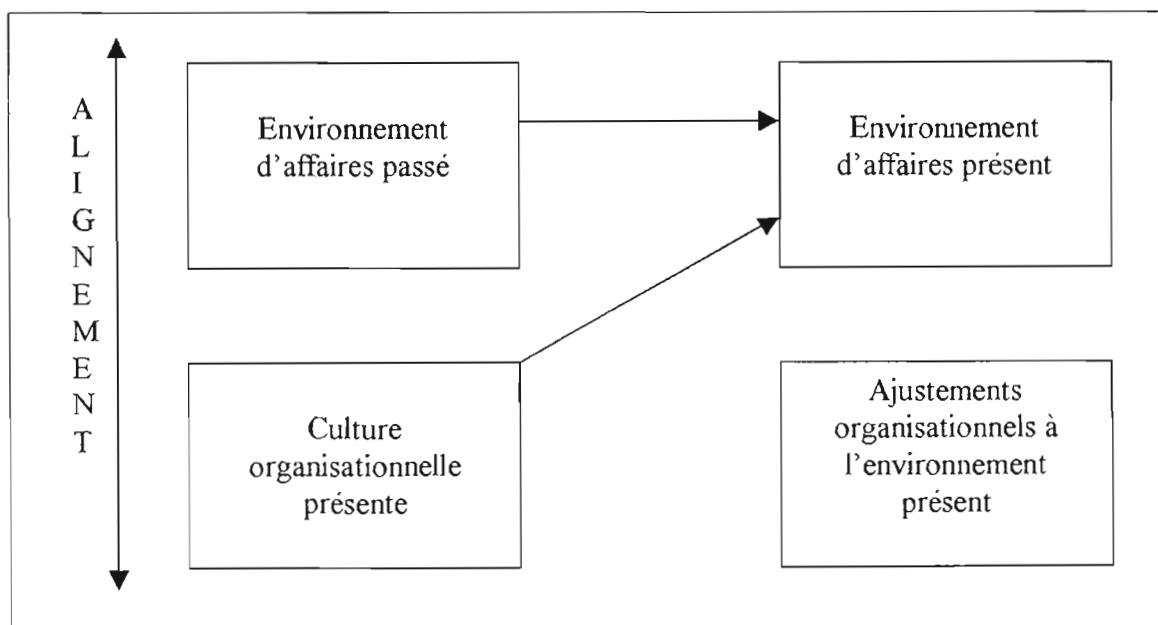 A
L
I
G
N
E
M
E
N
T
Environnement
d'affaires passé
Environnement
d'affaires présent
Culture
organisationnelle
présente
Ajustements
organisationnels à
l'environnement
présent